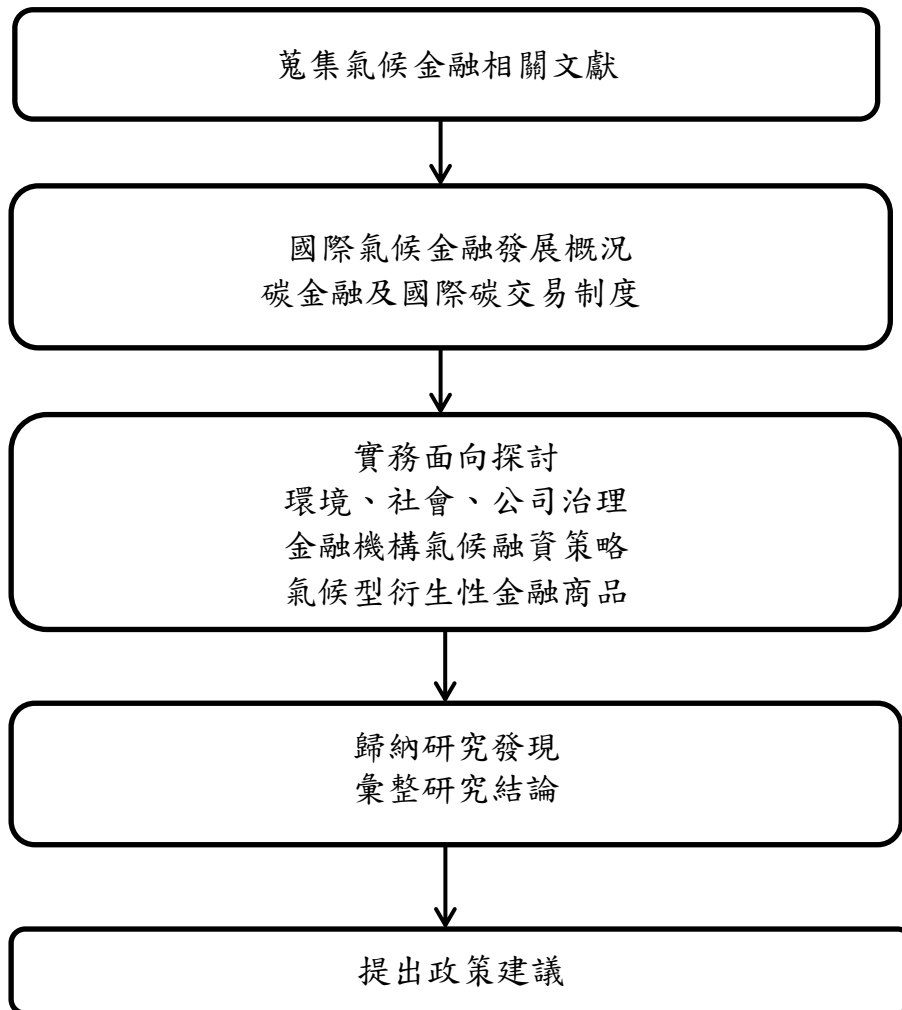 蒐集氣候金融相關文獻
國際氣候金融發展概況
碳金融及國際碳交易制度
實務面向探討
環境、社會、公司治理
金融機構氣候融資策略
氣候型衍生性金融商品
歸納研究發現
彙整研究結論
提出政策建議